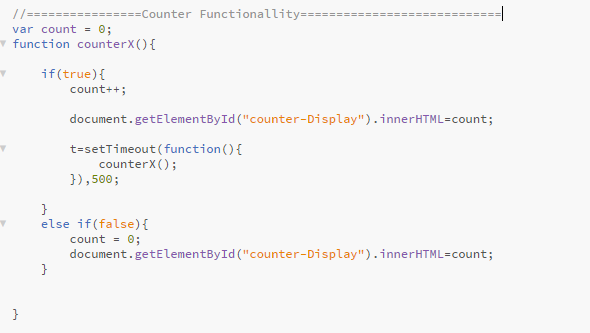 //================Counter Functionallity============================
var count = 0;
function counterX(){
if(true){
count++;
document.getElementById("counter-Display").innerHTML=count;
t=setTimeout(function(){
counterX();
}),500;
}
else if(false){
count = 0;
document.getElementById("counter-Display").innerHTML=count;
}
}